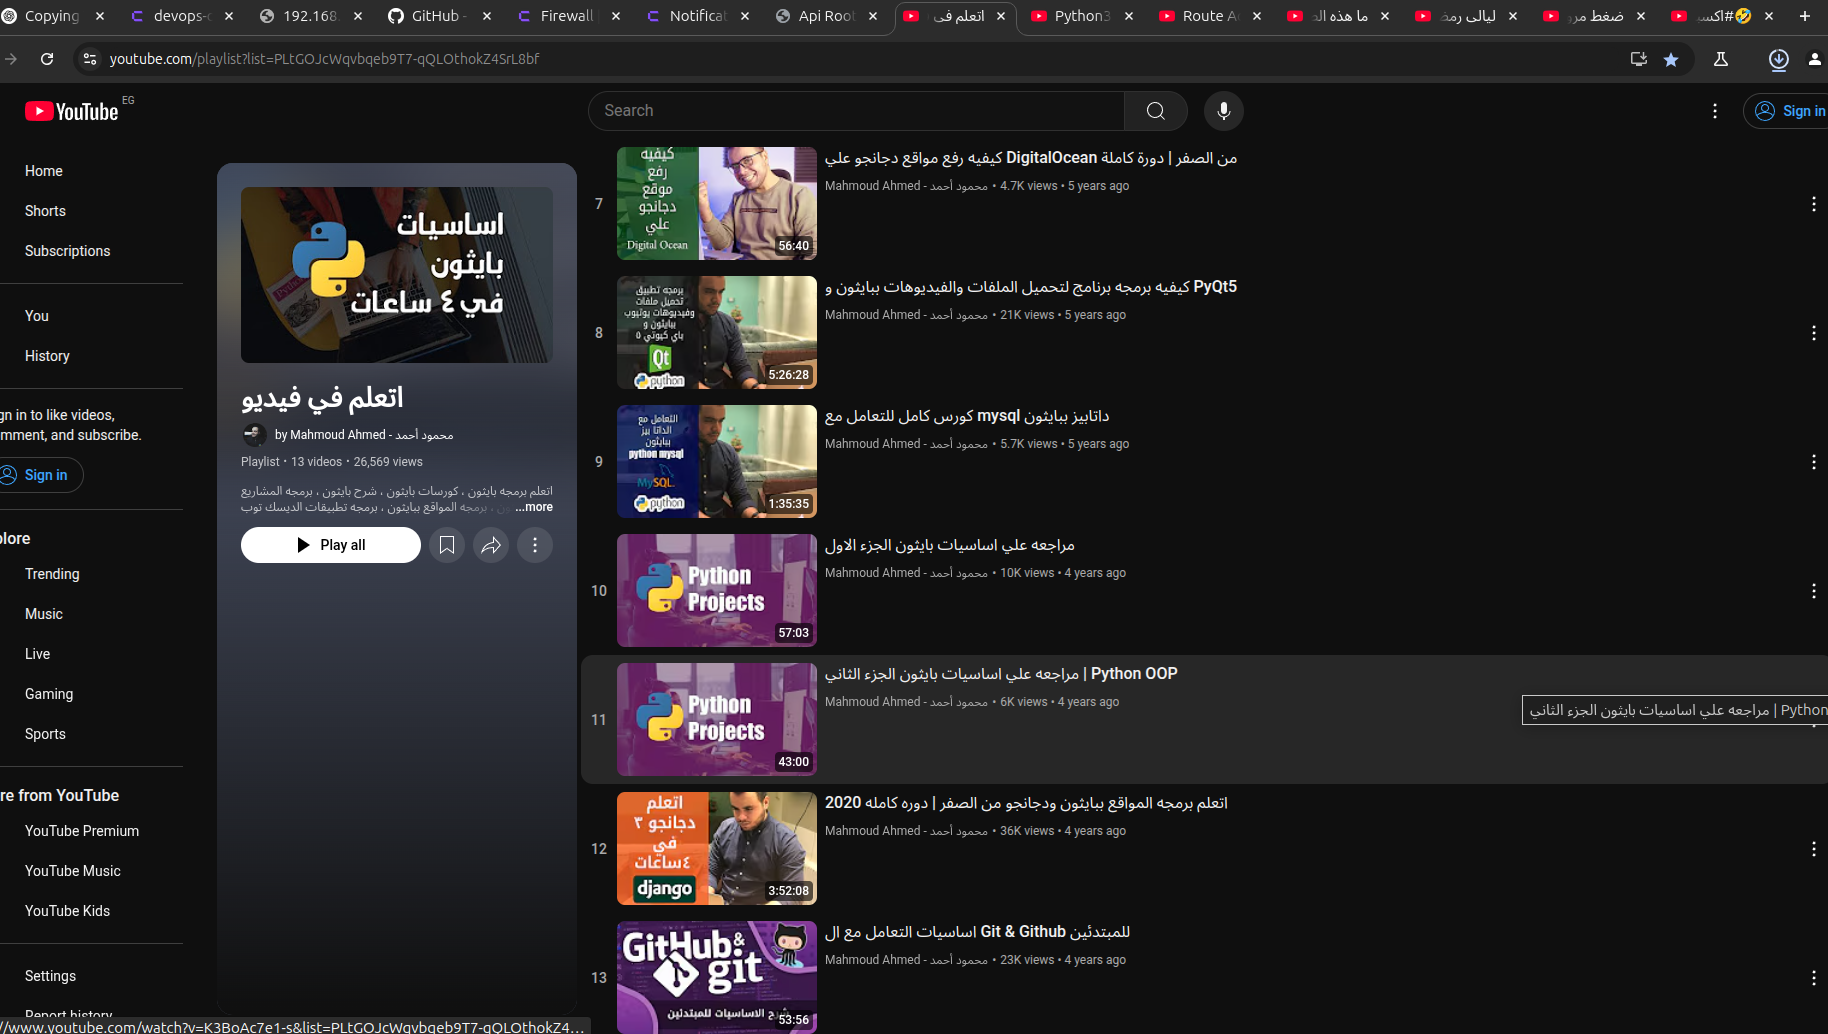 Copying
devops-
192.168.
GitHub -
Firewall
Notificat
Api Root
اتعلم في
Python3
Route A
ما هذه ال
ليالى رمض
ضغط مرو
#اكسب🤣
youtube.com/playlist?list=PLtGOJcWqvbqeb9T7-qQLOthokZ4SrL8bf
YouTube EG
Search
Sign in
Home
Shorts
Subscriptions
You
History
gn in to like videos,
mment, and subscribe.
Sign in
plore
Trending
Music
Live
Gaming
Sports
re from YouTube
YouTube Premium
YouTube Music
YouTube Kids
Settings
Report history
اساسيات
بايثون
في ٤ ساعات
اتعلم في فيديو
by Mahmoud Ahmed - محمود أحمد
Playlist • 13 videos • 26,569 views
اتعلم برمجه بايثون ، كورسات بايثون ، شرح بايثون ، برمجه المشاريع
ون ، برمجه المواقع ببايثون ، برمجه تطبيقات الديسك توب ...more
Play all
7
كيفيه
رفع
موقع
دجانجو
علي
Digital Ocean
56:40
كيفيه رفع مواقع دجانجو علي DigitalOcean من الصفر | دورة كاملة
Mahmoud Ahmed - محمود أحمد • 4.7K views • 5 years ago
8
برمجه تطبيق
تحميل ملفات
وفيديوهات يوتيوب
ببايثون و
باي كيوتي ٥
Qt
python
5:26:28
كيفيه برمجه برنامج لتحميل الملفات والفيديوهات ببايثون و PyQt5
Mahmoud Ahmed - محمود أحمد • 21K views • 5 years ago
9
التعامل مع
الداتا بيز
ببايثون
python mysql
MySQL
python
1:35:35
كورس كامل للتعامل مع mysql داتابيز ببايثون
Mahmoud Ahmed - محمود أحمد • 5.7K views • 5 years ago
10
Python
Projects
57:03
مراجعه علي اساسيات بايثون الجزء الاول
Mahmoud Ahmed - محمود أحمد • 10K views • 4 years ago
11
Python
Projects
43:00
مراجعه علي اساسيات بايثون الجزء الثاني | Python OOP
Mahmoud Ahmed - محمود أحمد • 6K views • 4 years ago
مراجعه علي اساسيات بايثون الجزء الثاني | Python
12
اتعلم
دجانجو ٣
في
٤ساعات
django
3:52:08
اتعلم برمجه المواقع ببايثون ودجانجو من الصفر | دوره كامله 2020
Mahmoud Ahmed - محمود أحمد • 36K views • 4 years ago
13
GitHub &
git
شرح الاساسيات للمبتدئين
53:56
اساسيات التعامل مع ال Git & Github للمبتدئين
Mahmoud Ahmed - محمود أحمد • 23K views • 4 years ago
//www.youtube.com/watch?v=K3BoAc7e1-s&list=PLtGOJcWqvbqeb9T7-qQLOthokZ4...